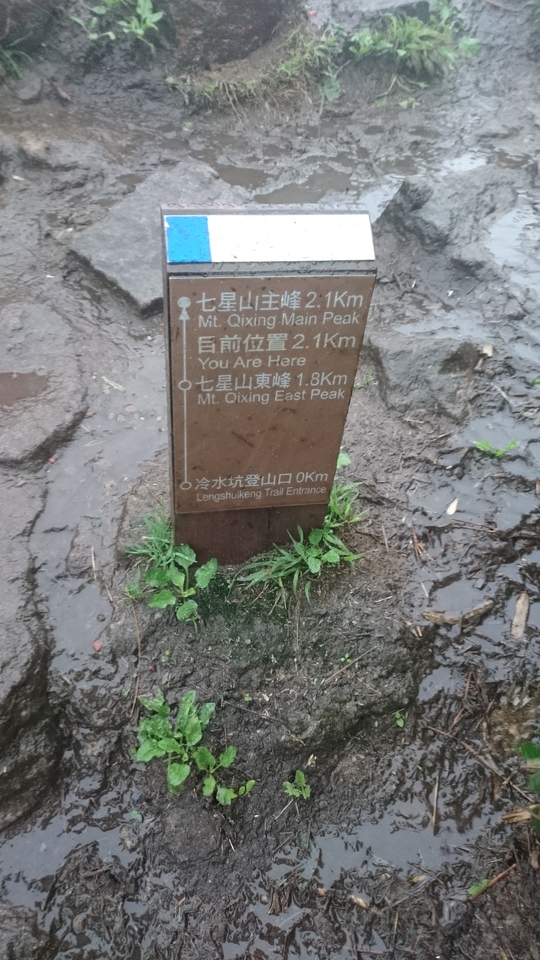 七星山主峰 2.1Km
Mt. Qixing Main Peak
目前位置 2.1Km
You Are Here
七星山東峰 1.8Km
Mt. Qixing East Peak
冷水坑登山口 0Km
Lengshuikeng Trail Entrance